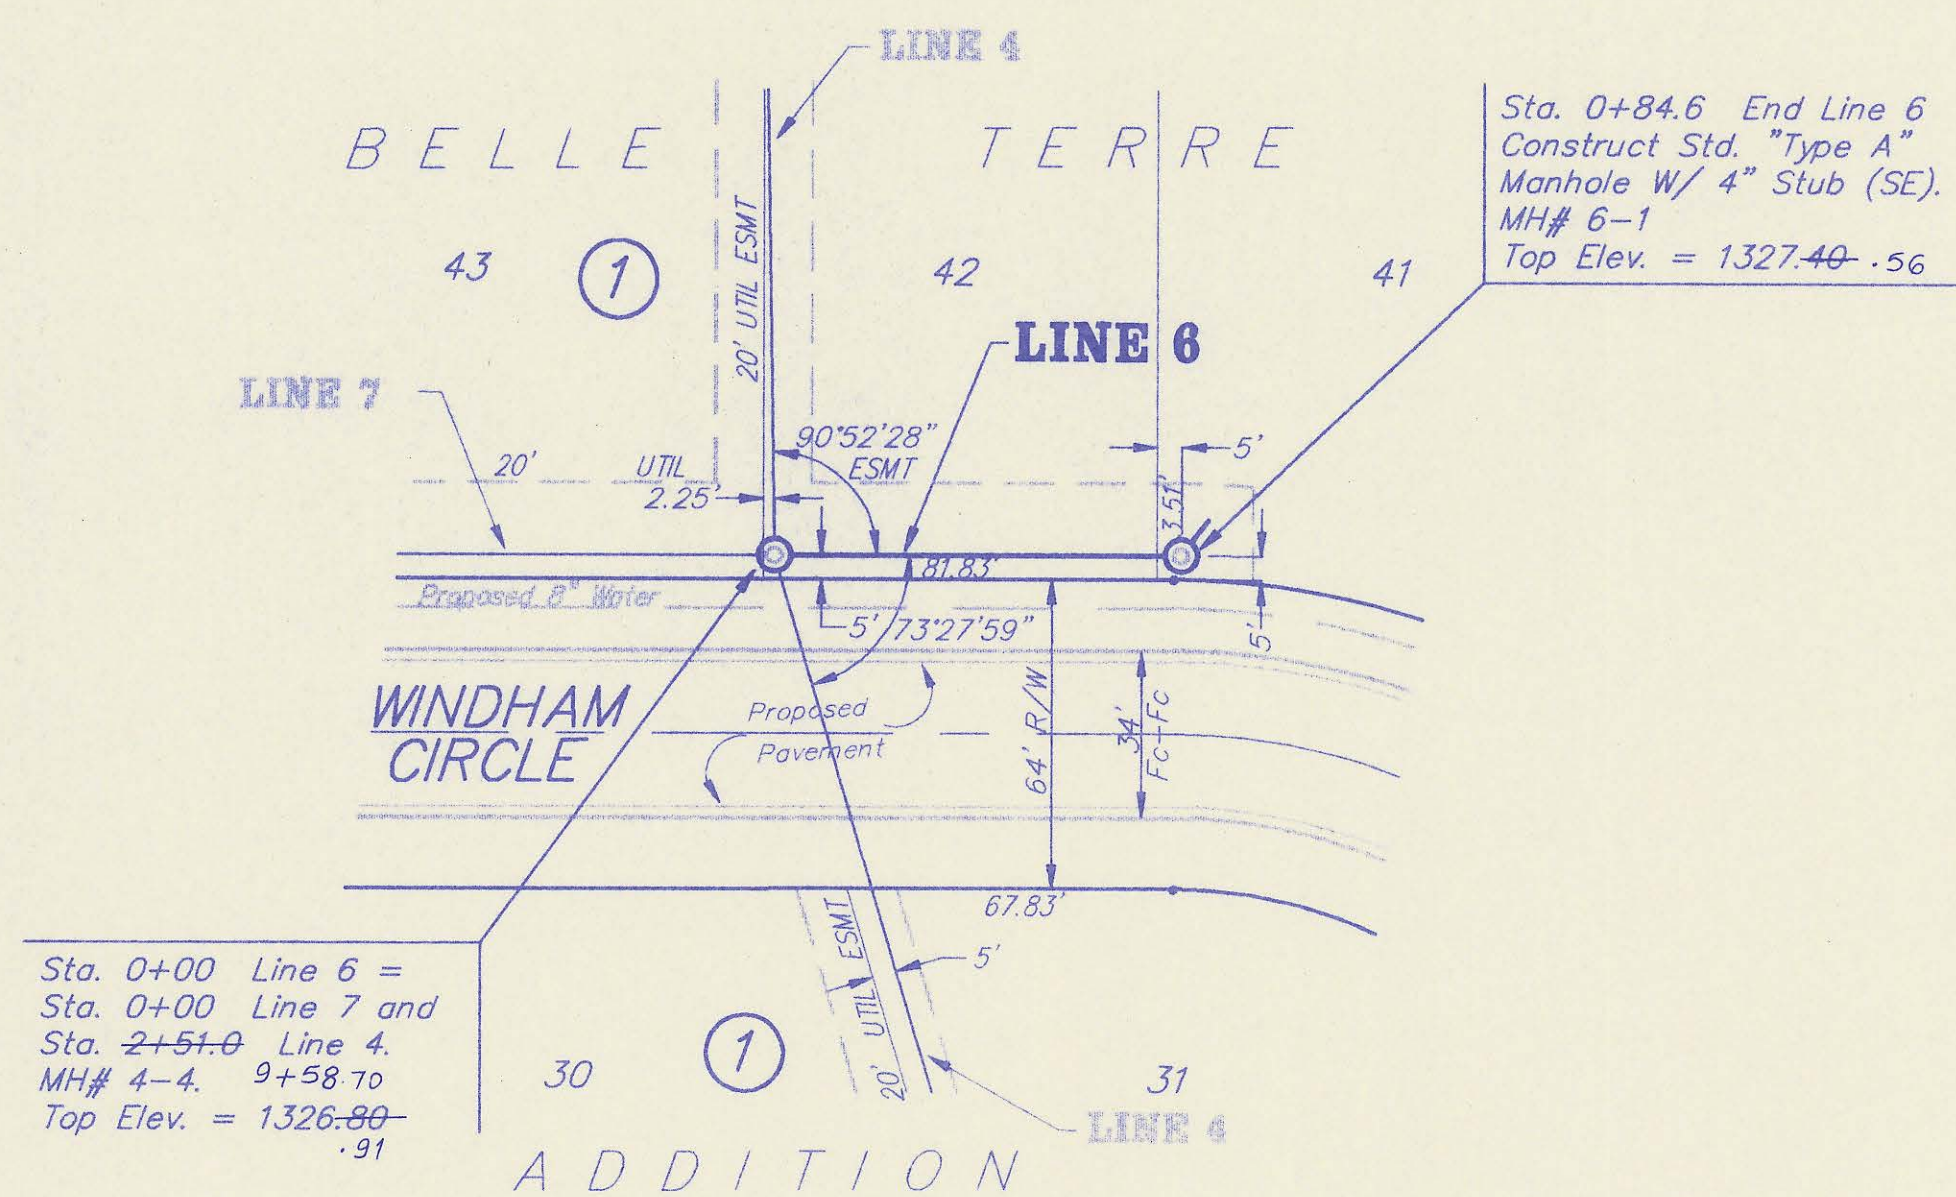 LINE 4
BELLE TERRE
Sta. 0+84.6 End Line 6
Construct Std. "Type A"
Manhole W/ 4" Stub (SE).
MH# 6-1
Top Elev. = 1327.40 .56
20' UTIL ESMT
43
1
42
41
LINE 6
LINE 7
90°52'28"
5'
20' UTIL ESMT
2.25'
3.51'
81.83'
Proposed 8" Water
5'
73°27'59"
5'
WINDHAM
CIRCLE
Proposed
Pavement
64' R/W
34'
Fc-Fc
67.83'
5'
20' UTIL ESMT
Sta. 0+00 Line 6 =
Sta. 0+00 Line 7 and
Sta. 2+51.0 Line 4.
MH# 4-4. 9+58.70
Top Elev. = 1326.80
.91
30
1
31
LINE 4
ADDITION